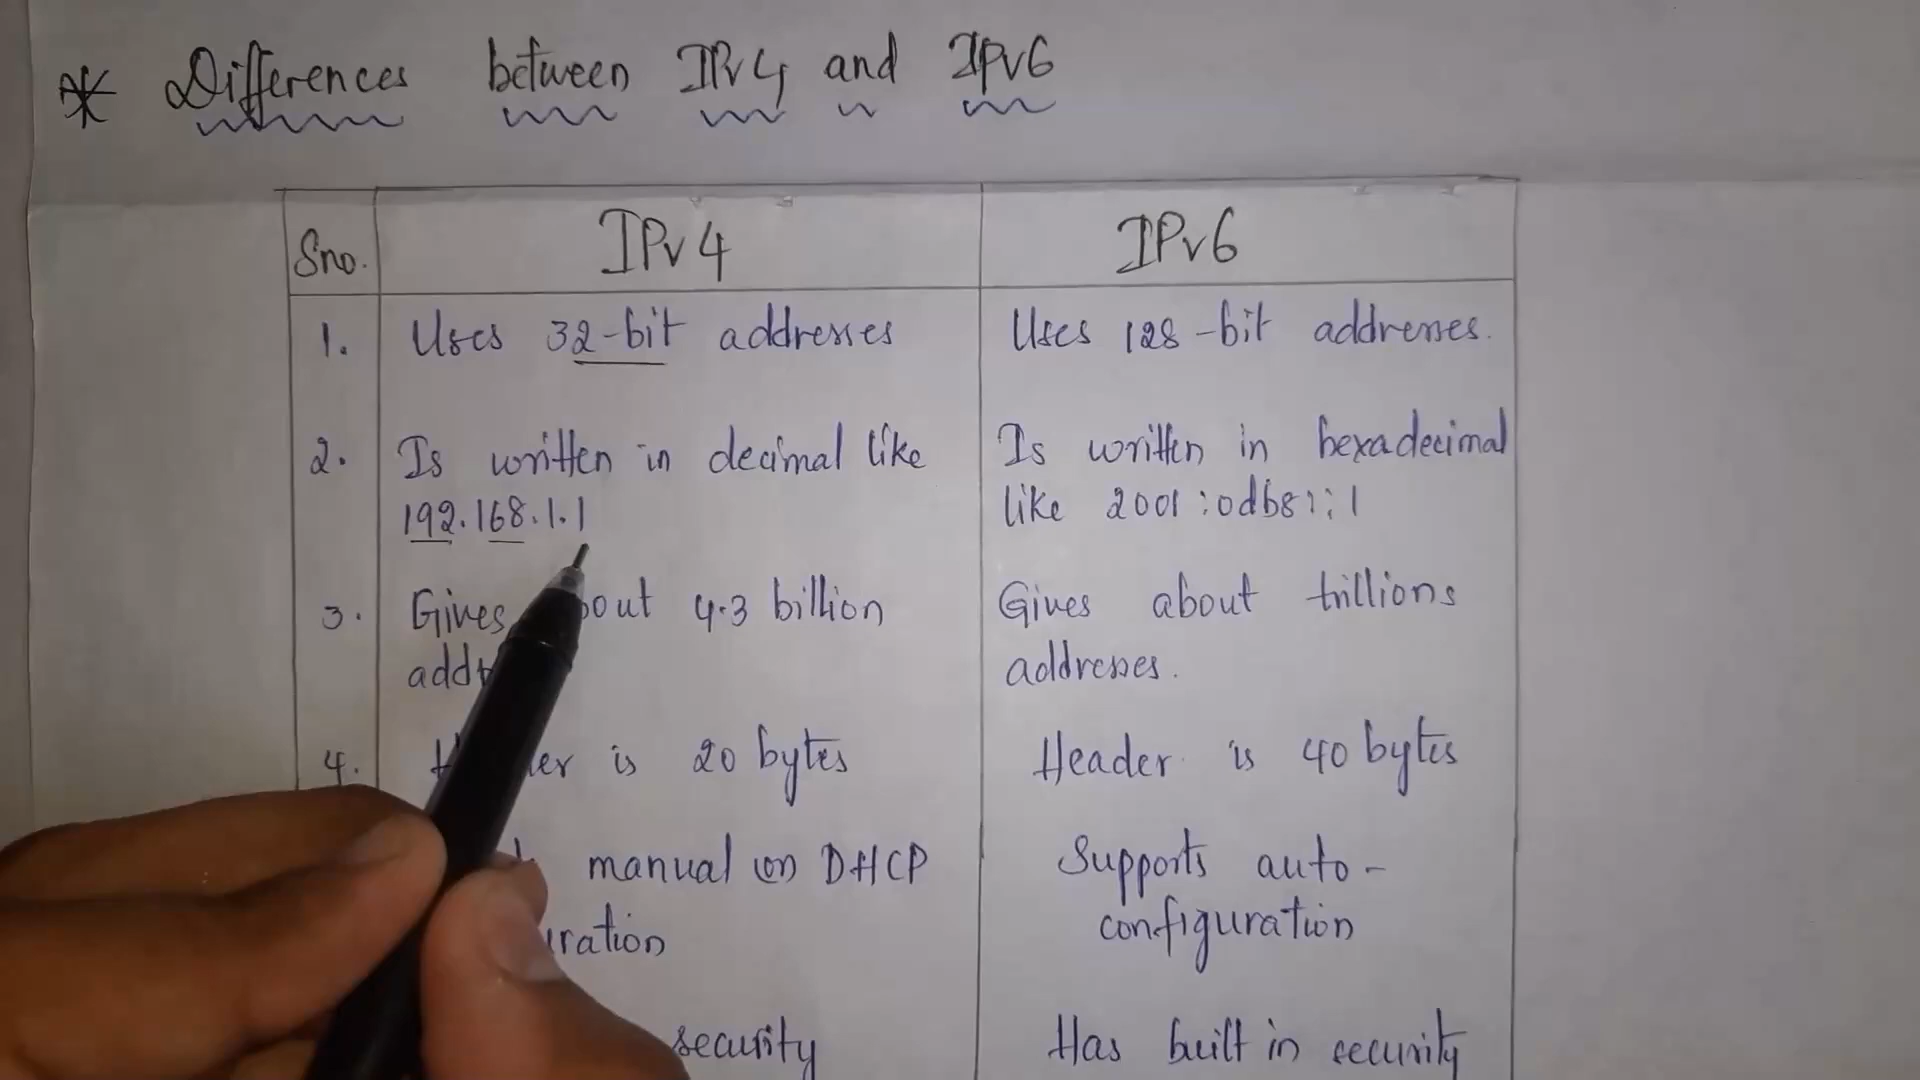 * Differences between IPv4 and IPv6
Sno. IPv4 IPv6
1. Uses 32-bit addresses Uses 128-bit addresses.
2. Is written in decimal like Is written in hexadecimal
192.168.1.1 like 2001:0db8::1
3. Gives about 4.3 billion Gives about trillions
addresses.
4. is 20 bytes Header is 40 bytes
manual on DHCP Supports auto-
configuration
security Has built in security